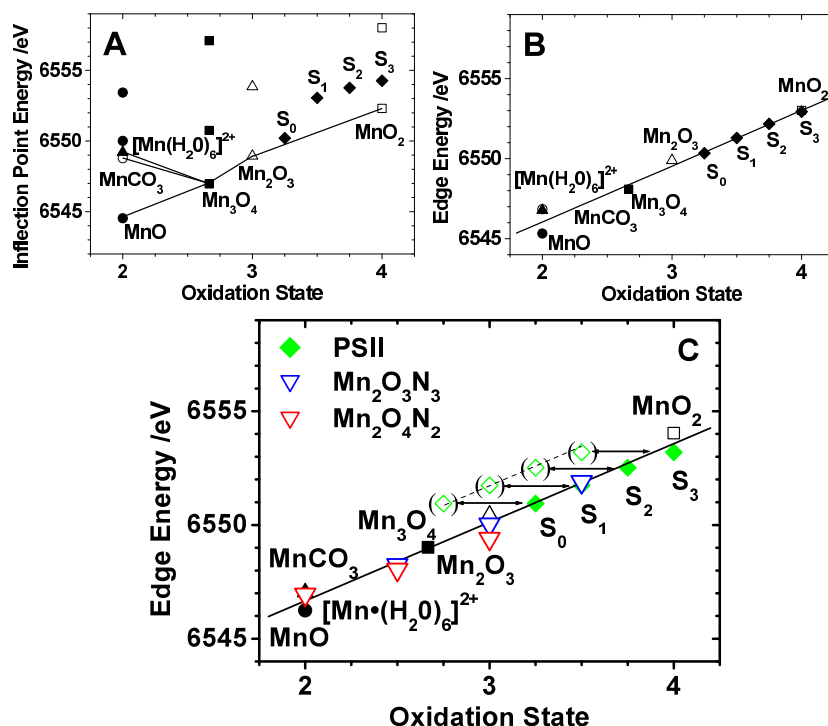 A
Inflection Point Energy /eV
6555
6550
6545
2
3
4
Oxidation State
[Mn(H20)6]2+
MnCO3
MnO
Mn3O4
Mn2O3
MnO2
S0
S1
S2
S3
B
Edge Energy /eV
6555
6550
6545
2
3
4
Oxidation State
[Mn(H20)6]2+
MnCO3
MnO
Mn3O4
Mn2O3
MnO2
S0
S1
S2
S3
C
PSII
Mn2O3N3
Mn2O4N2
Edge Energy /eV
6555
6550
6545
2
3
4
Oxidation State
MnO2
Mn3O4
MnCO3
Mn2O3
[Mn•(H20)6]2+
MnO
S0
S1
S2
S3
( )
( )
( )
( )